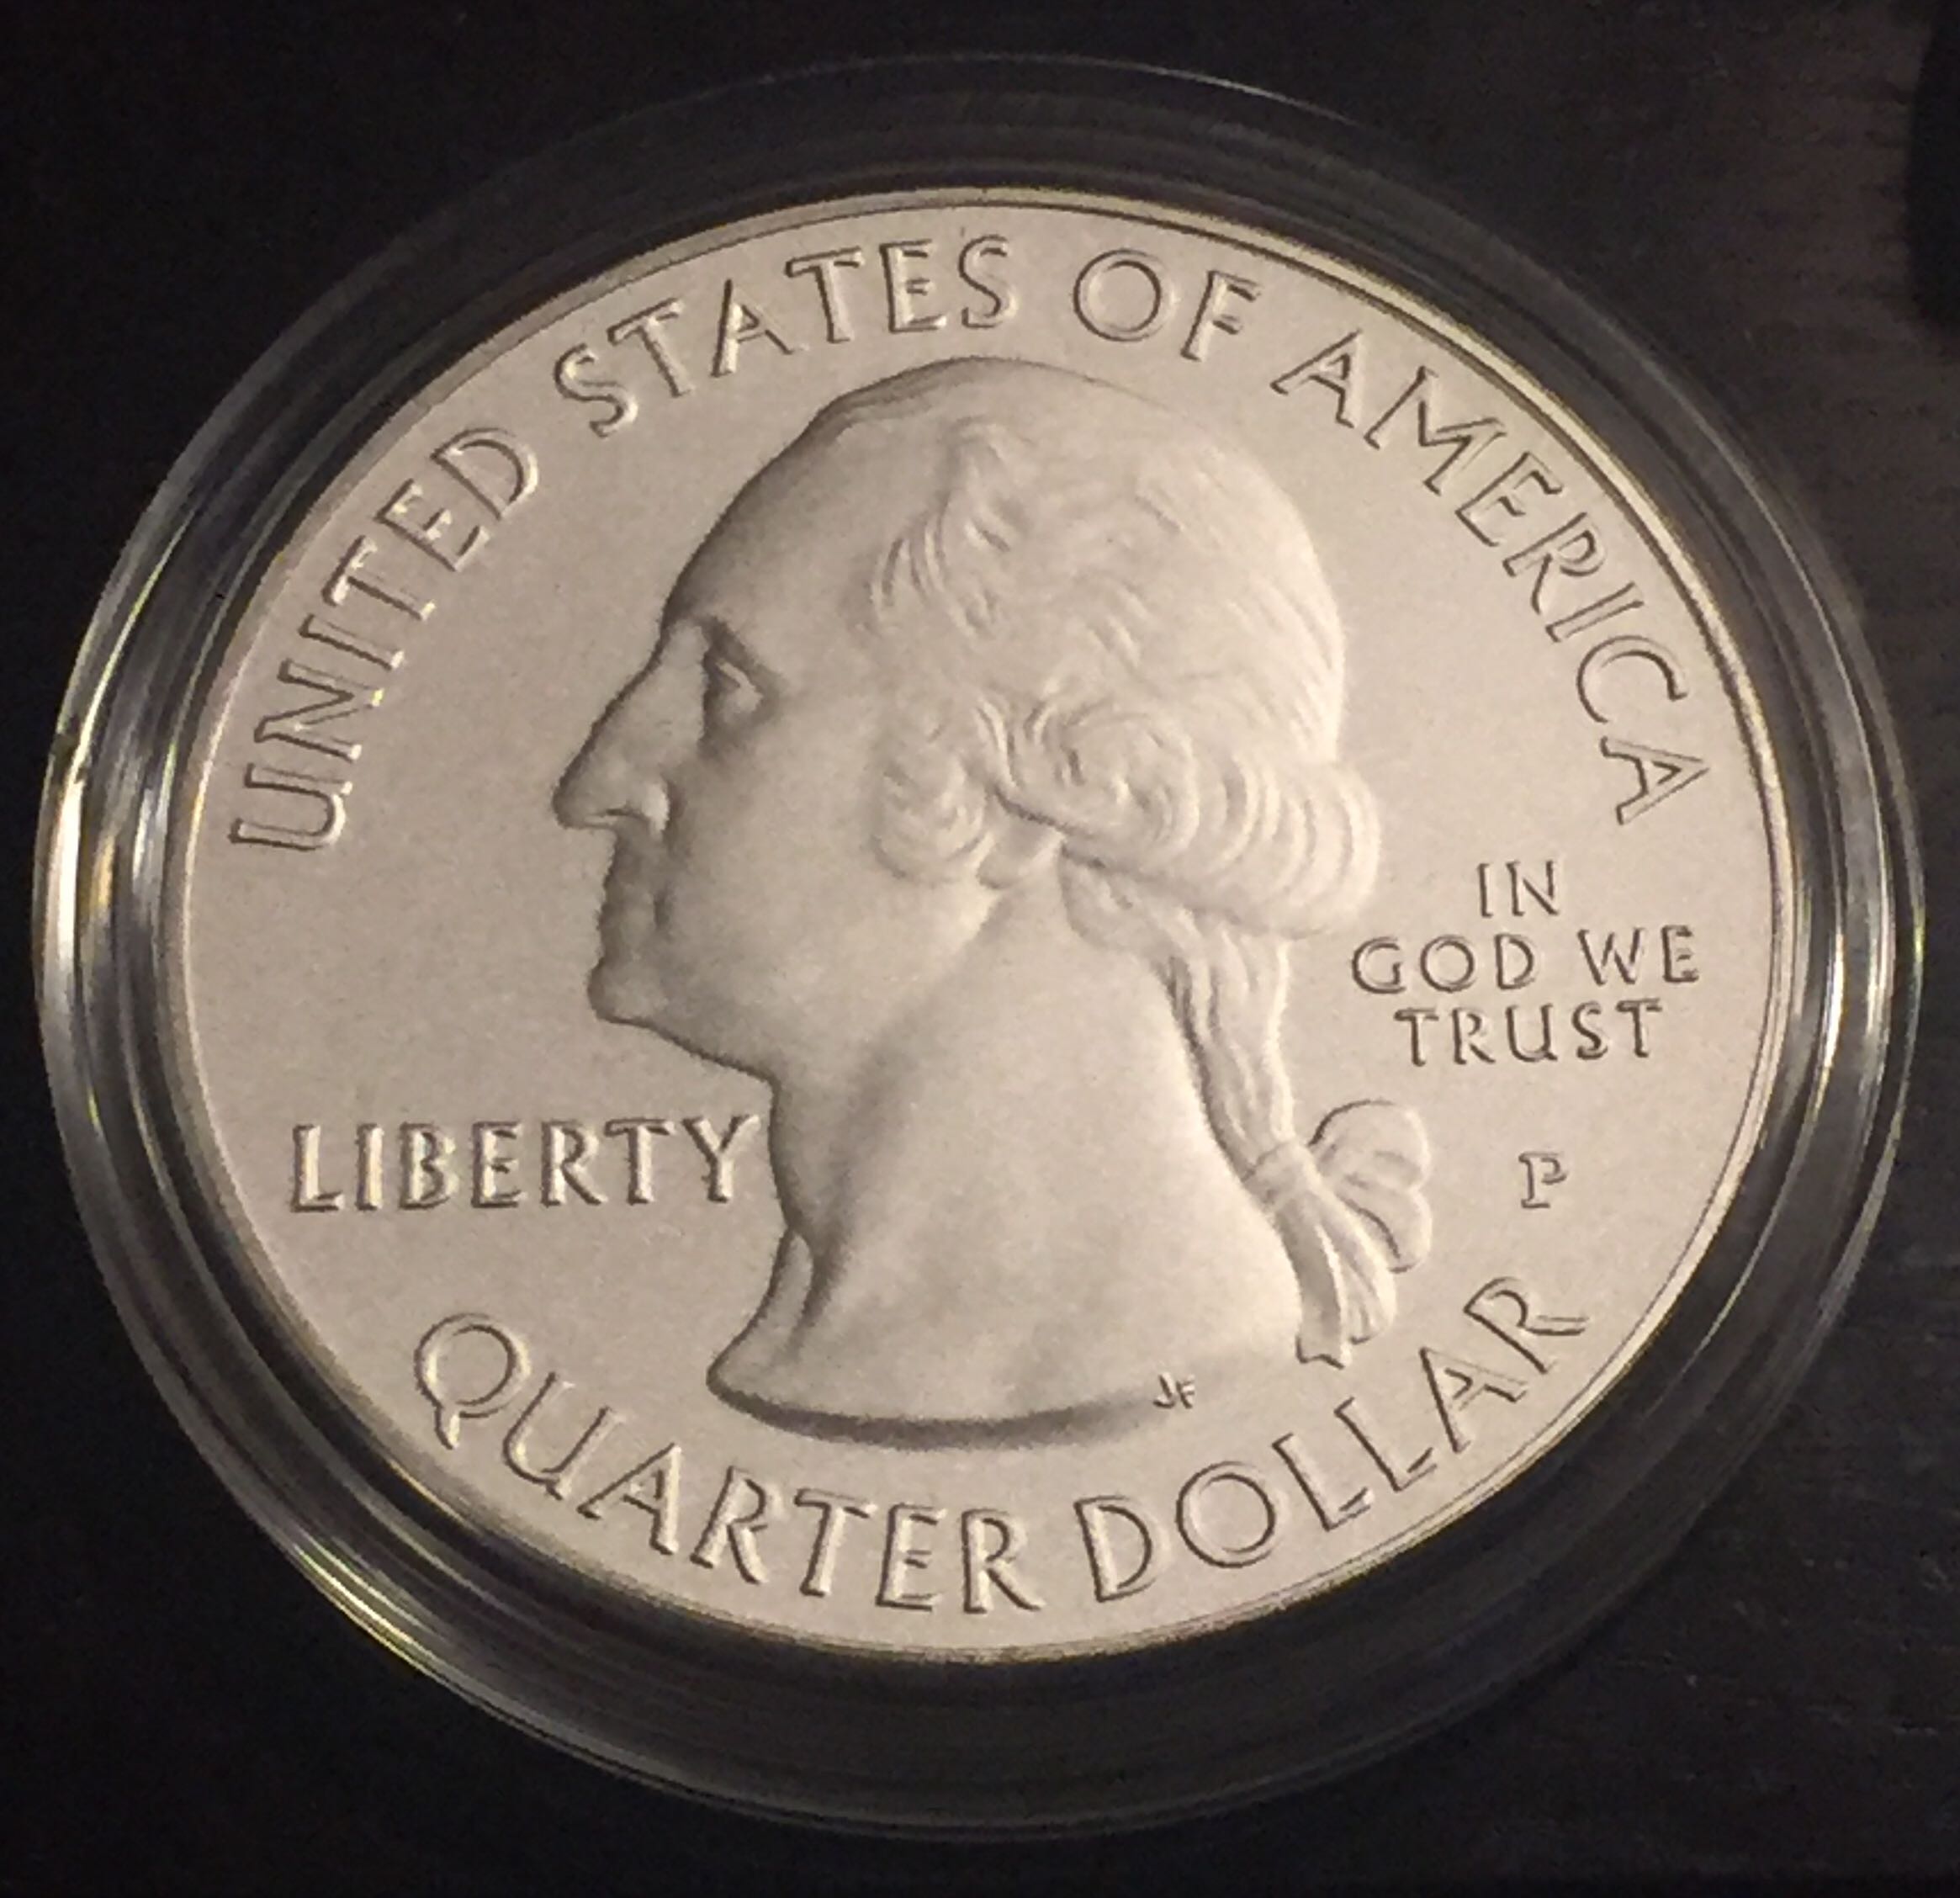 UNITED STATES OF AMERICA
IN
GOD WE
TRUST
LIBERTY
P
JF
QUARTER DOLLAR